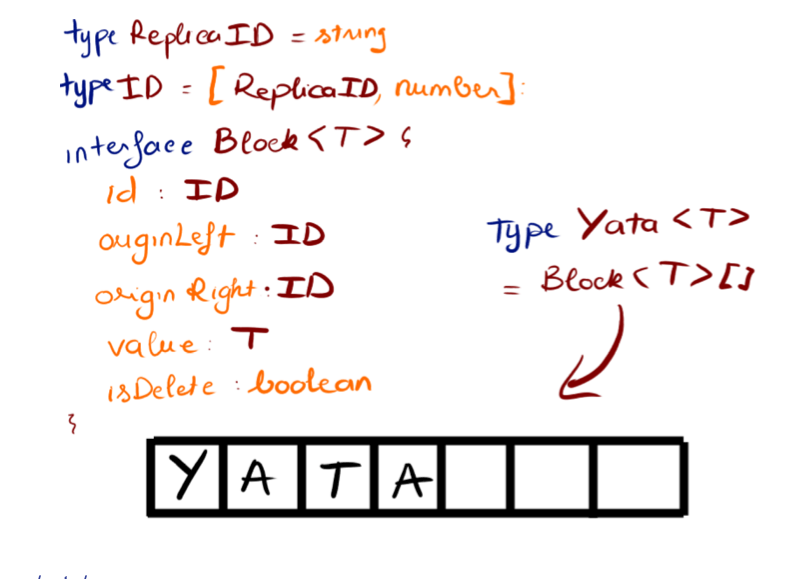 type ReplicaID = string
type ID = [ReplicaID, number];
interface Block<T> {
id : ID
originLeft : ID
originRight : ID
value : T
isDelete : boolean
}
type Yata<T>
= Block<T>[]
Y A T A